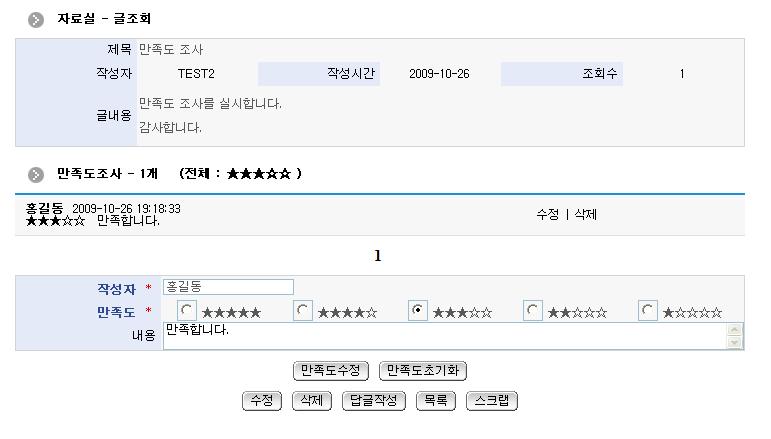 자료실 - 글조회
제목 만족도 조사
작성자 TEST2 작성시간 2009-10-26 조회수 1
글내용 만족도 조사를 실시합니다.
감사합니다.
만족도조사 - 1개 (전체 : ★★★☆☆ )
홍길동 2009-10-26 19:18:33
★★★☆☆ 만족합니다.
수정 | 삭제
1
작성자 * 홍길동
만족도 * ★★★★★ ★★★★☆ ★★★☆☆ ★★☆☆☆ ★☆☆☆☆
내용 만족합니다.
만족도수정 만족도초기화
수정 삭제 답글작성 목록 스크랩